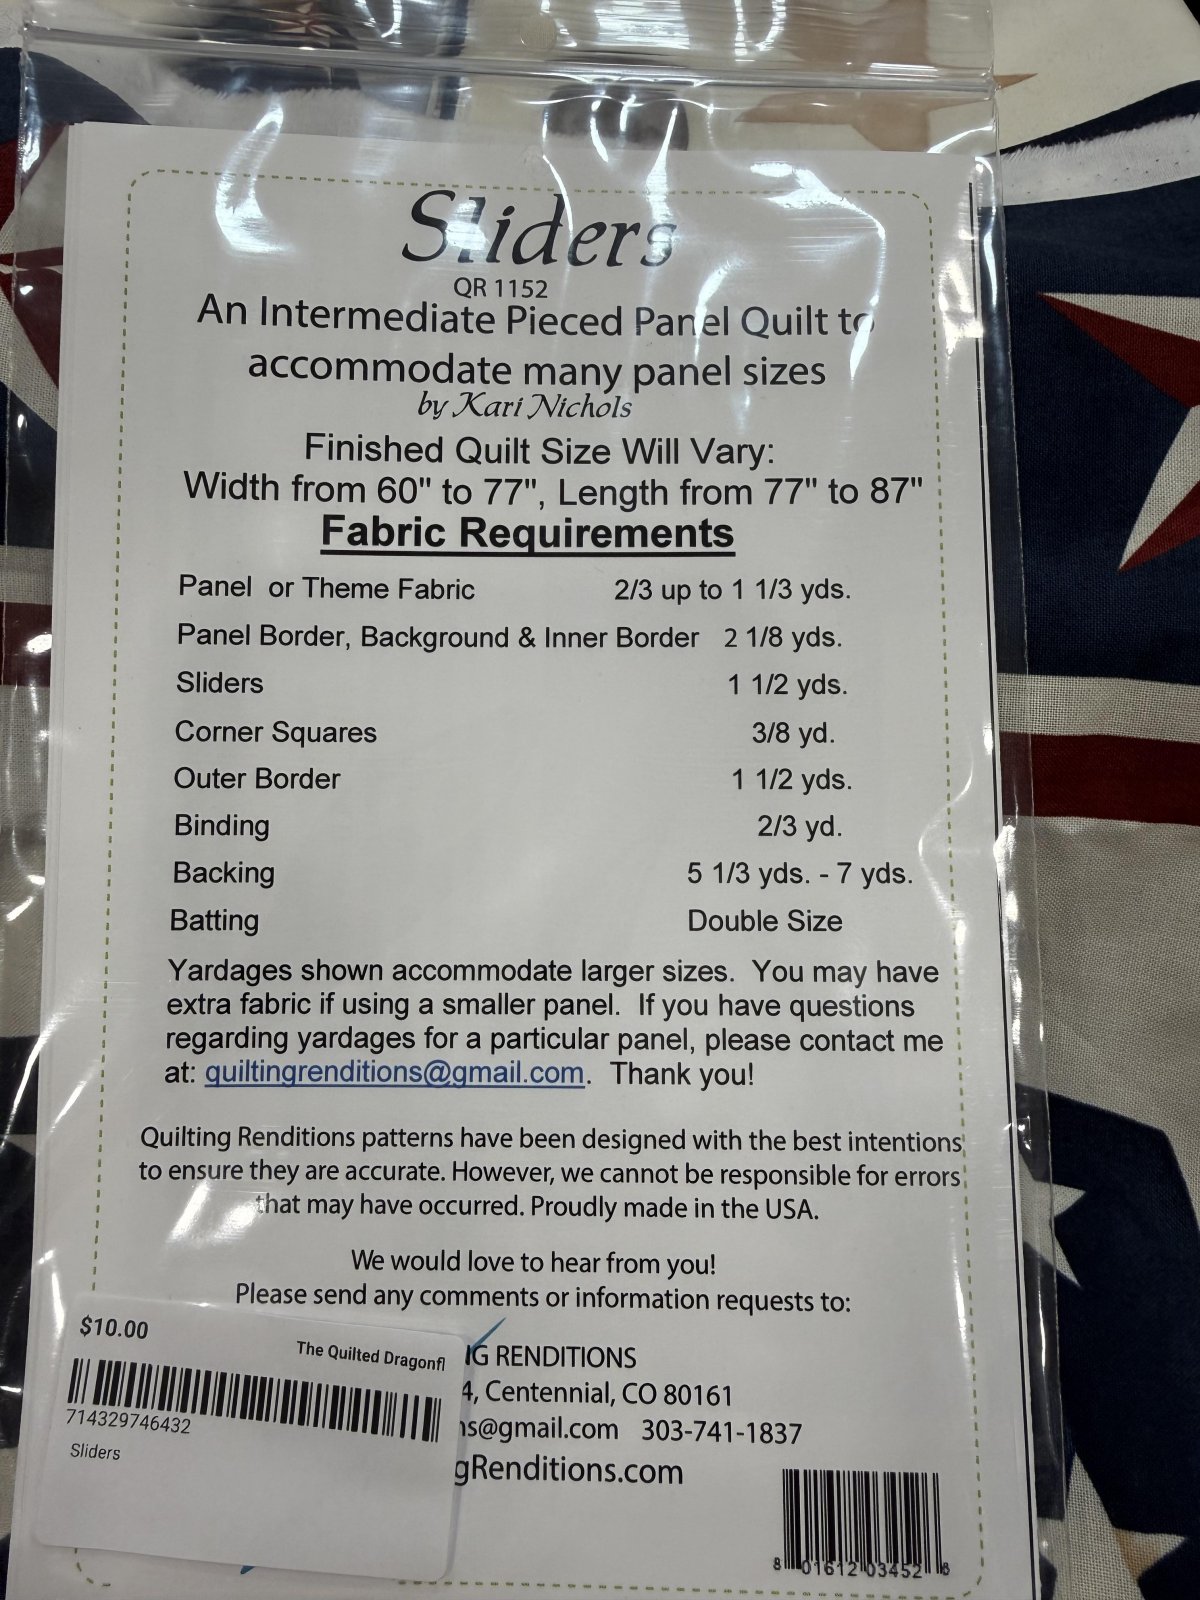 Sliders
QR 1152
An Intermediate Pieced Panel Quilt to
accommodate many panel sizes
by Kari Nichols
Finished Quilt Size Will Vary:
Width from 60" to 77", Length from 77" to 87"
Fabric Requirements
Panel or Theme Fabric 2/3 up to 1 1/3 yds.
Panel Border, Background & Inner Border 2 1/8 yds.
Sliders 1 1/2 yds.
Corner Squares 3/8 yd.
Outer Border 1 1/2 yds.
Binding 2/3 yd.
Backing 5 1/3 yds. - 7 yds.
Batting Double Size
Yardages shown accommodate larger sizes. You may have
extra fabric if using a smaller panel. If you have questions
regarding yardages for a particular panel, please contact me
at: quiltingrenditions@gmail.com. Thank you!
Quilting Renditions patterns have been designed with the best intentions
to ensure they are accurate. However, we cannot be responsible for errors
that may have occurred. Proudly made in the USA.
We would love to hear from you!
Please send any comments or information requests to:
IG RENDITIONS
4, Centennial, CO 80161
ns@gmail.com 303-741-1837
gRenditions.com
$10.00
The Quilted Dragonfl
714329746432
Sliders
8 01612 03452 6